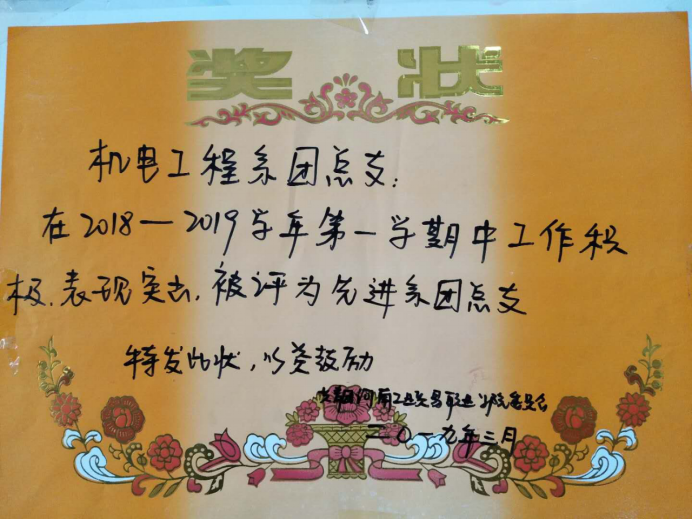 奖状
机电工程系团总支:
在2018—2019学年第一学期中工作积
极、表现突出,被评为先进系团总支
特发此状,以资鼓励
二〇一九年三月